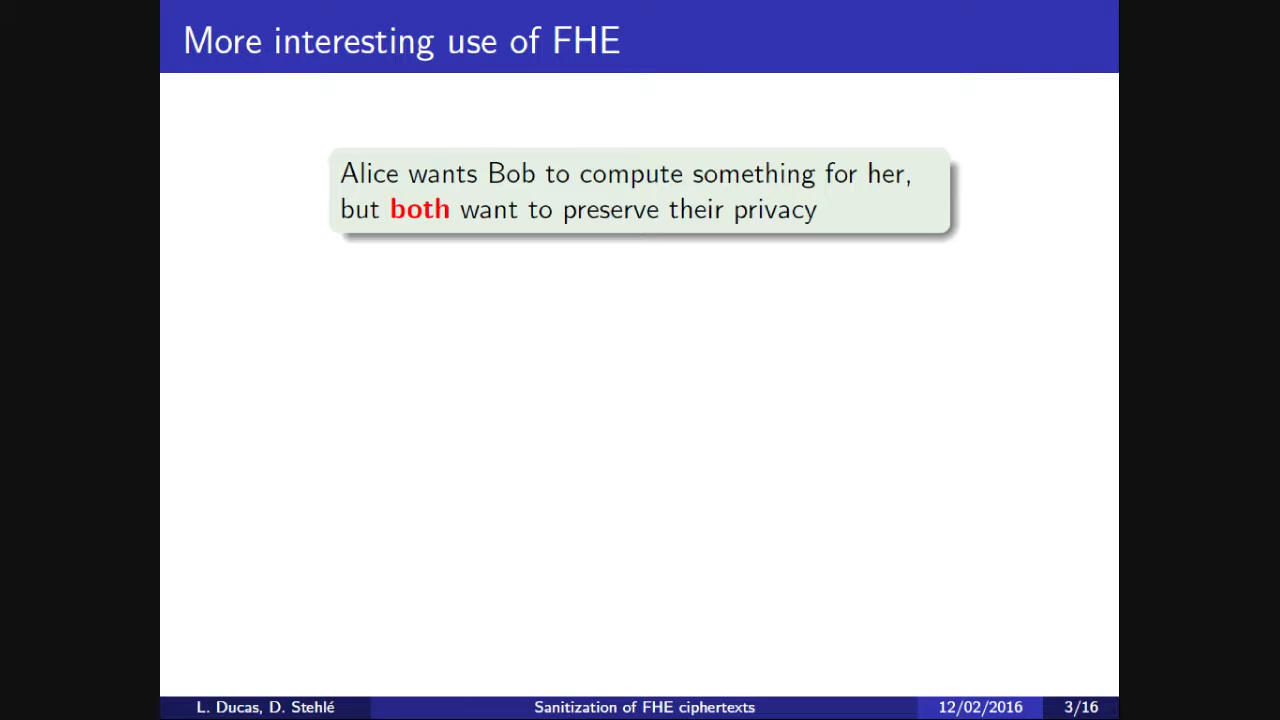 More interesting use of FHE
Alice wants Bob to compute something for her,
but both want to preserve their privacy
L. Ducas, D. Stehlé
Sanitization of FHE ciphertexts
12/02/2016
3/16